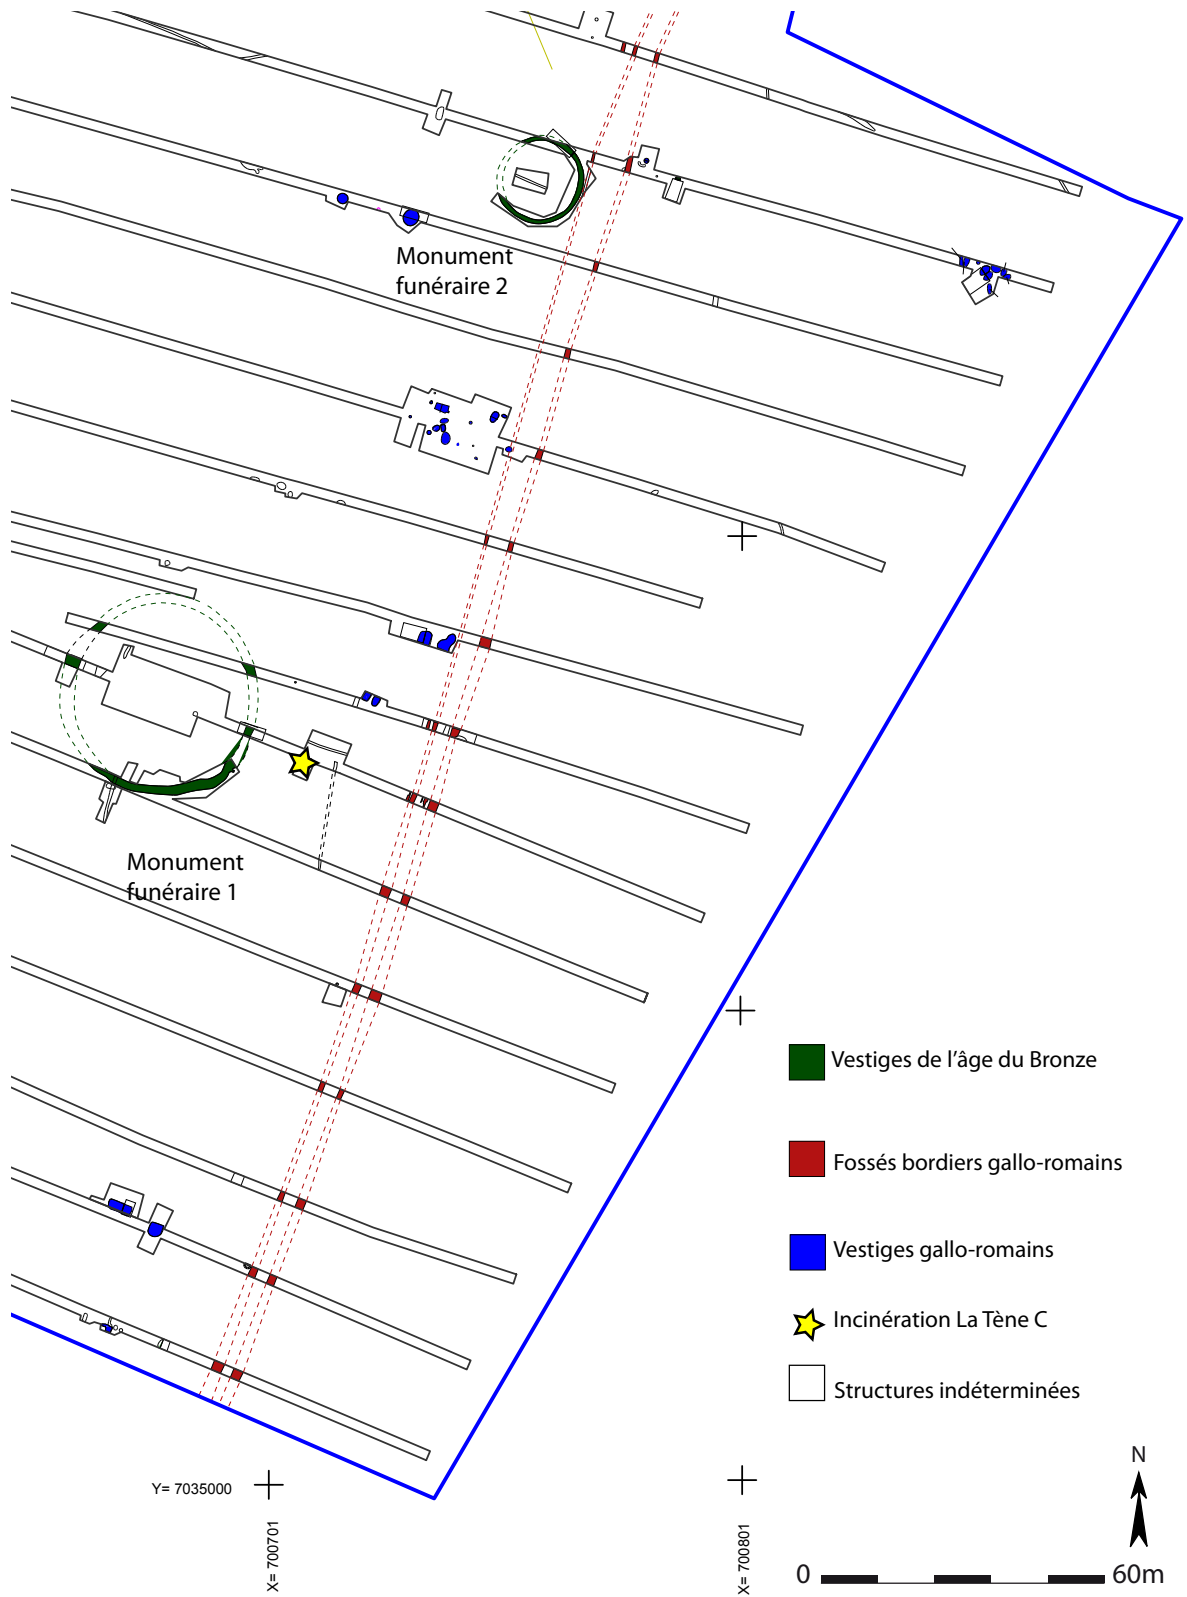 Monument
funéraire 2
Monument
funéraire 1
Vestiges de l'âge du Bronze
Fossés bordiers gallo-romains
Vestiges gallo-romains
Incinération La Tène C
Structures indéterminées
N
Y= 7035000
X= 700701
X= 700801
0 60m